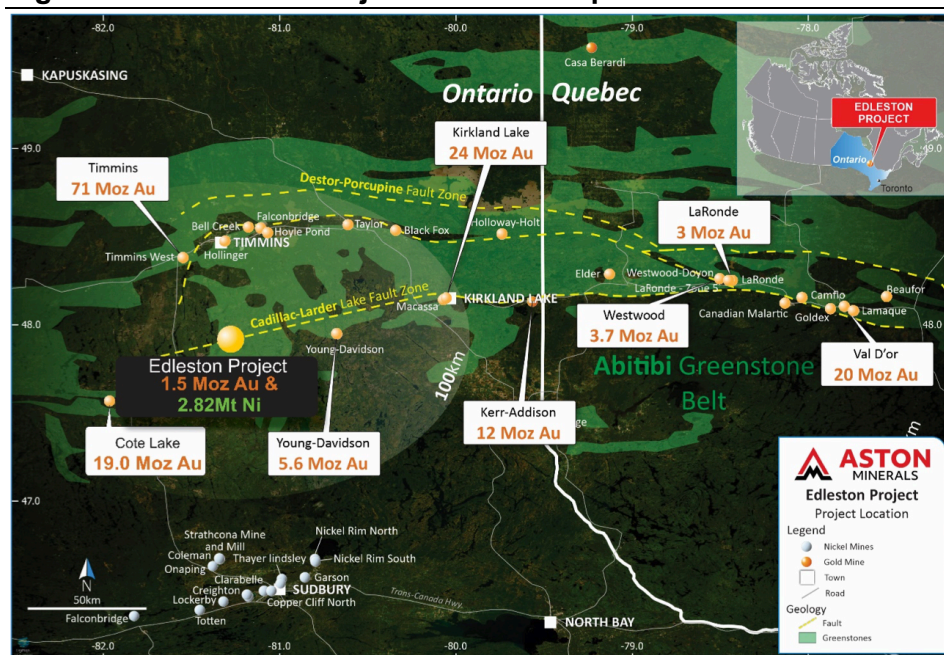 -82.0
-81.0
-80.0
-78.0
KAPUSKASING
Casa Berardi
Ontario
Quebec
EDLESTON
PROJECT
49.0
Ontario
Toronto
49.0
Kirkland Lake
24 Moz Au
Timmins
71 Moz Au
Destor-Porcupine Fault Zone
LaRonde
3 Moz Au
Falconbridge
Bell Creek
Hoyle Pond
Taylor
Black Fox
Holloway-Holt
TIMMINS
Hollinger
Timmins West
Elder
Westwood-Doyon
LaRonde
LaRonde - Zone 5
Beaufor
Cadillac-Larder Lake Fault Zone
Macassa
KIRKLAND LAKE
Camflo
Canadian Malartic
Goldex
Lamaque
48.0
48.0
Westwood
3.7 Moz Au
Young-Davidson
Edleston Project
1.5 Moz Au &
2.82Mt Ni
100km
Abitibi Greenstone
Belt
Val D'or
20 Moz Au
Kerr-Addison
12 Moz Au
Cote Lake
19.0 Moz Au
Young-Davidson
5.6 Moz Au
47.0
ASTON
MINERALS
Edleston Project
Project Location
Legend
Nickel Mines
Gold Mine
Town
Road
Geology
Fault
Greenstones
Strathcona Mine
and Mill
Nickel Rim North
Coleman
Thayer lindsley
Nickel Rim South
Onaping
Clarabelle
Garson
Creighton
SUDBURY
Lockerby
Copper Cliff North
Totten
Falconbridge
Trans-Canada Hwy.
NORTH BAY
N
50km
-82.0
-81.0
-80.0
-79.0